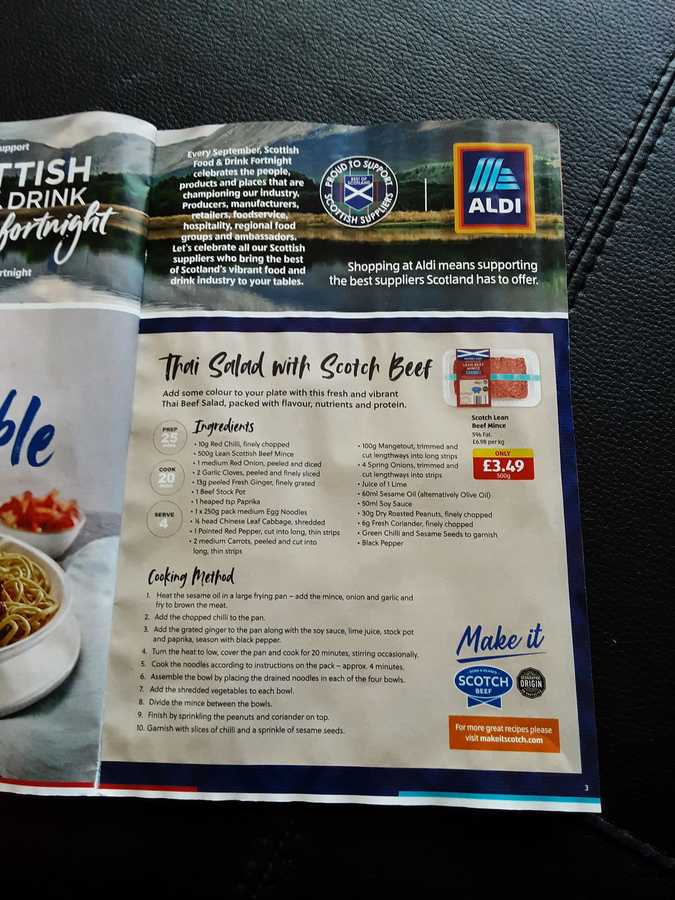 upport
TTISH
DRINK
fortnight
rtnight
ble
Every September, Scottish
Food & Drink Fortnight
celebrates the people,
products and places that are
championing our industry.
Producers, manufacturers,
retailers, foodservice,
hospitality, regional food
groups and ambassadors.
Let's celebrate all our Scottish
suppliers who bring the best
of Scotland's vibrant food and
drink industry to your tables.
PROUD TO SUPPORT
BEST OF
SCOTLAND
SCOTTISH SUPPLIERS
ALDI
Shopping at Aldi means supporting
the best suppliers Scotland has to offer.
Thai Salad with Scotch Beef
Add some colour to your plate with this fresh and vibrant
Thai Beef Salad, packed with flavour, nutrients and protein.
LEAN BEEF
MINCE
Scotch Lean
Beef Mince
5% Fat.
£6.98 per kg
ONLY
£3.49
500g
PREP
25
MINS
COOK
20
MINS
SERVE
4
Ingredients
• 10g Red Chilli, finely chopped
• 500g Lean Scottish Beef Mince
• 1 medium Red Onion, peeled and diced
• 2 Garlic Cloves, peeled and finely sliced
• 13g peeled Fresh Ginger, finely grated
• 1 Beef Stock Pot
• 1 heaped tsp Paprika
• 1 x 250g pack medium Egg Noodles
• ¼ head Chinese Leaf Cabbage, shredded
• 1 Pointed Red Pepper, cut into long, thin strips
• 2 medium Carrots, peeled and cut into
long, thin strips
• 100g Mangetout, trimmed and
cut lengthways into long strips
• 4 Spring Onions, trimmed and
cut lengthways into long strips
• Juice of 1 Lime
• 60ml Sesame Oil (alternatively Olive Oil)
• 50ml Soy Sauce
• 30g Dry Roasted Peanuts, finely chopped
• 6g Fresh Coriander, finely chopped
• Green Chilli and Sesame Seeds to garnish
• Black Pepper
Cooking Method
1. Heat the sesame oil in a large frying pan – add the mince, onion and garlic and
fry to brown the meat.
2. Add the chopped chilli to the pan.
3. Add the grated ginger to the pan along with the soy sauce, lime juice, stock pot
and paprika, season with black pepper.
4. Turn the heat to low, cover the pan and cook for 20 minutes, stirring occasionally.
5. Cook the noodles according to instructions on the pack – approx. 4 minutes.
6. Assemble the bowl by placing the drained noodles in each of the four bowls.
7. Add the shredded vegetables to each bowl.
8. Divide the mince between the bowls.
9. Finish by sprinkling the peanuts and coriander on top.
10. Garnish with slices of chilli and a sprinkle of sesame seeds.
Make it
SCOTCH
BEEF
ORIGIN
For more great recipes please
visit makeitscotch.com
3